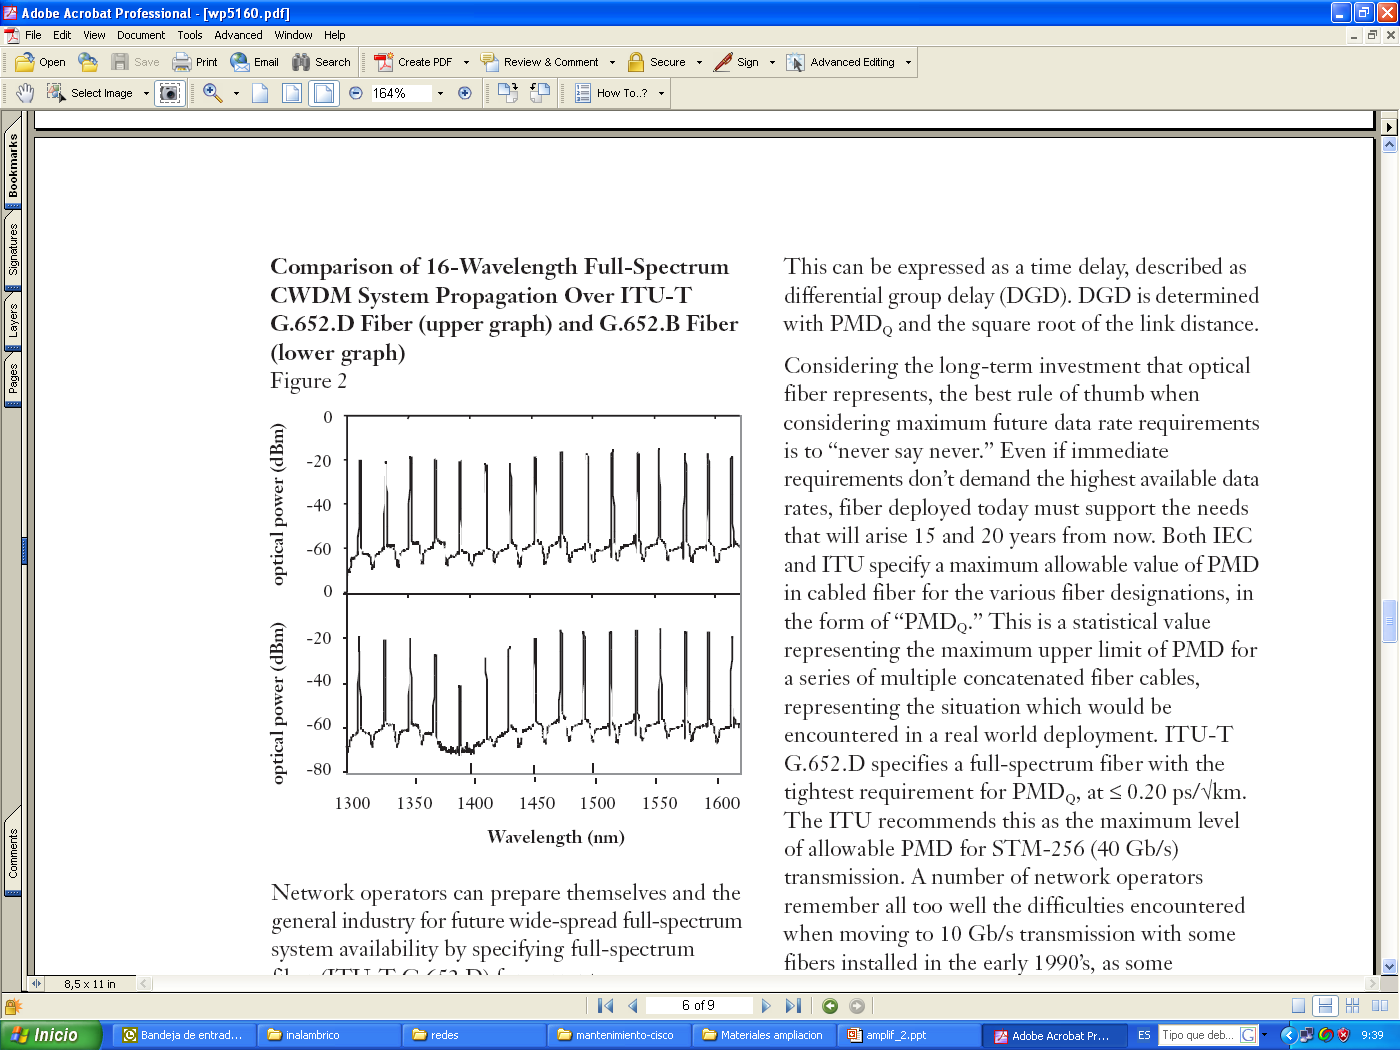 Adobe Acrobat Professional - [wp5160.pdf]
File Edit View Document Tools Advanced Window Help
Open Save Print Email Search Create PDF Review & Comment Secure Sign Advanced Editing
Select Image 164% How To..?
Bookmarks
Signatures
Layers
Pages
Comments
Comparison of 16-Wavelength Full-Spectrum
CWDM System Propagation Over ITU-T
G.652.D Fiber (upper graph) and G.652.B Fiber
(lower graph)
Figure 2
optical power (dBm)
0
-20
-40
-60
optical power (dBm)
0
-20
-40
-60
-80
1300 1350 1400 1450 1500 1550 1600
Wavelength (nm)
Network operators can prepare themselves and the
general industry for future wide-spread full-spectrum
system availability by specifying full-spectrum
This can be expressed as a time delay, described as
differential group delay (DGD). DGD is determined
with PMDQ and the square root of the link distance.
Considering the long-term investment that optical
fiber represents, the best rule of thumb when
considering maximum future data rate requirements
is to “never say never.” Even if immediate
requirements don’t demand the highest available data
rates, fiber deployed today must support the needs
that will arise 15 and 20 years from now. Both IEC
and ITU specify a maximum allowable value of PMD
in cabled fiber for the various fiber designations, in
the form of “PMDQ.” This is a statistical value
representing the maximum upper limit of PMD for
a series of multiple concatenated fiber cables,
representing the situation which would be
encountered in a real world deployment. ITU-T
G.652.D specifies a full-spectrum fiber with the
tightest requirement for PMDQ, at ≤ 0.20 ps/√km.
The ITU recommends this as the maximum level
of allowable PMD for STM-256 (40 Gb/s)
transmission. A number of network operators
remember all too well the difficulties encountered
when moving to 10 Gb/s transmission with some
fibers installed in the early 1990’s, as some
8,5 x 11 in
6 of 9
Inicio Bandeja de entrad... inalambrico redes mantenimiento-cisco Materiales ampliacion amplif_2.ppt Adobe Acrobat Pr... ES Tipo que deb... 9:39